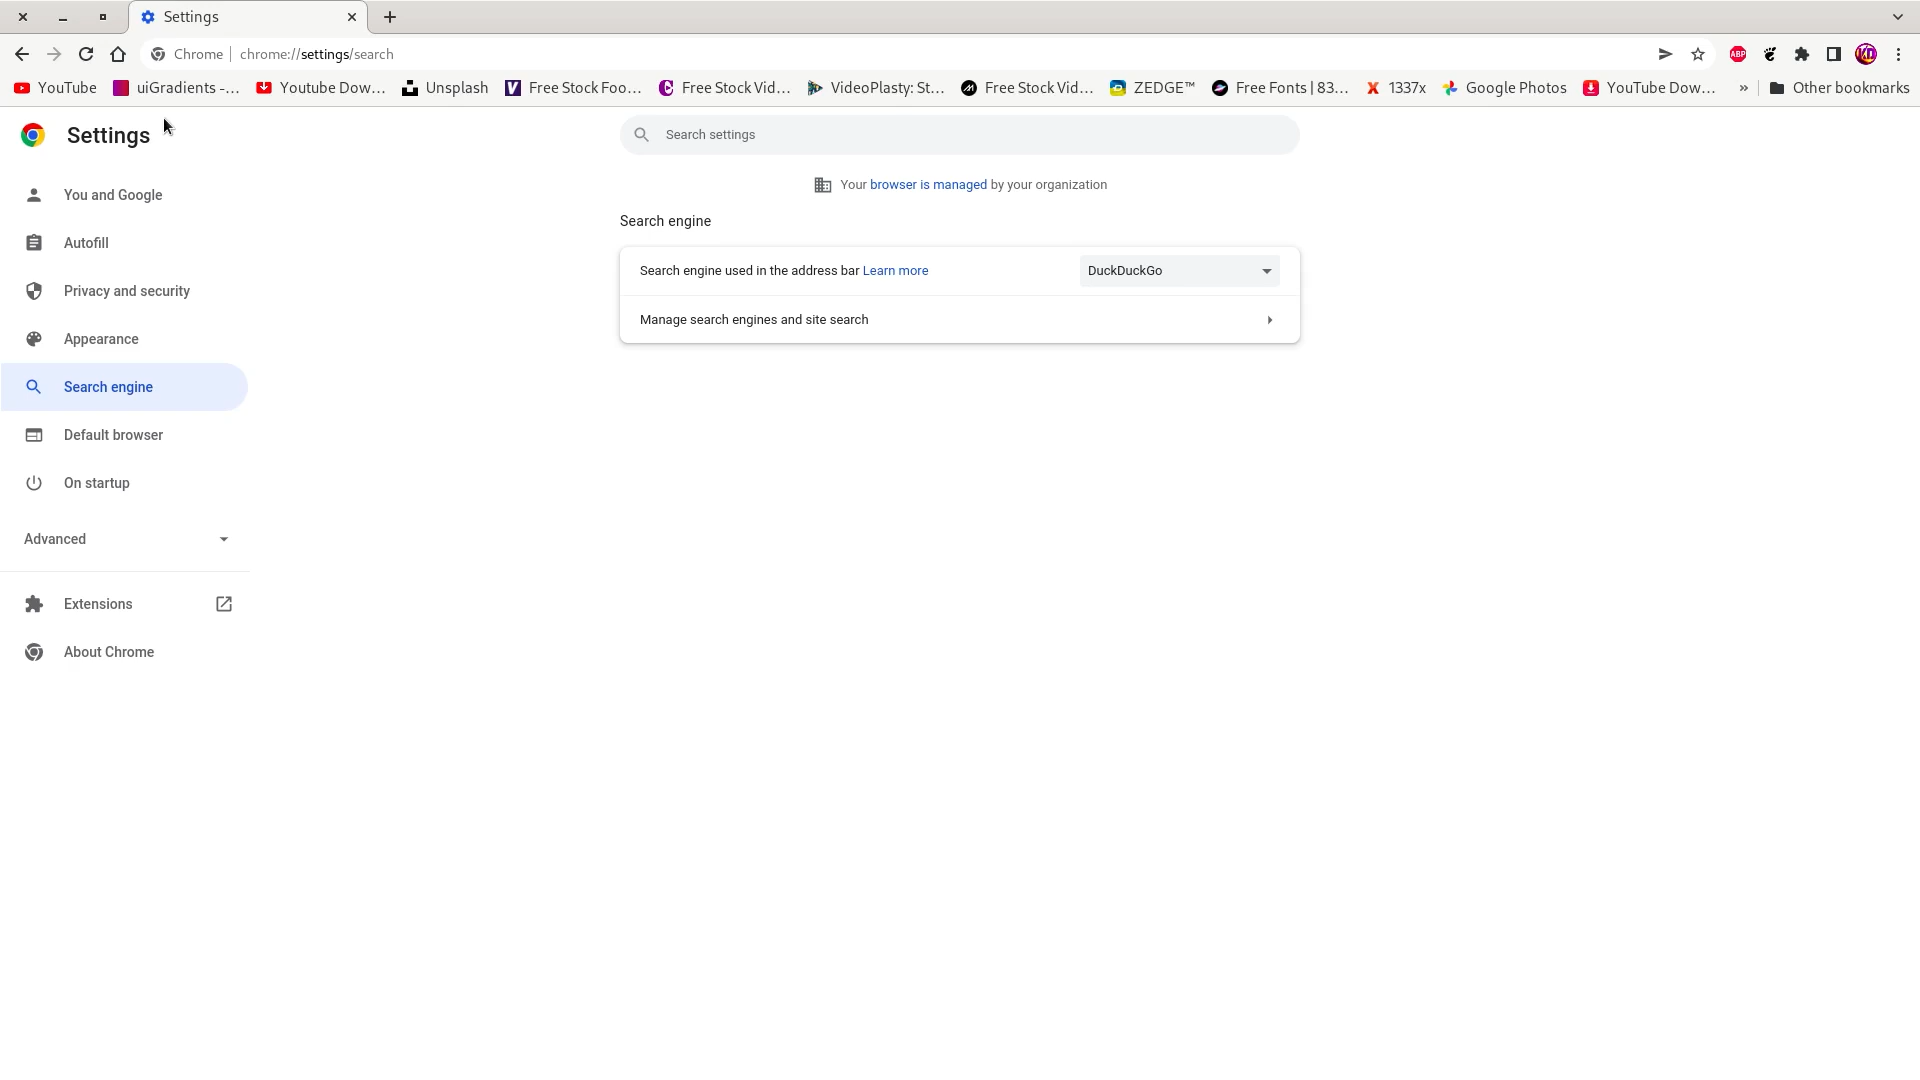 Settings
Chrome chrome://settings/search
YouTube uiGradients -... Youtube Dow... Unsplash Free Stock Foo... Free Stock Vid... VideoPlasty: St... Free Stock Vid... ZEDGE™ Free Fonts | 83... 1337x Google Photos YouTube Dow... » Other bookmarks
ABP
Settings
Search settings
You and Google
Autofill
Privacy and security
Appearance
Search engine
Default browser
On startup
Advanced
Extensions
About Chrome
Your browser is managed by your organization
Search engine
Search engine used in the address bar Learn more DuckDuckGo
Manage search engines and site search